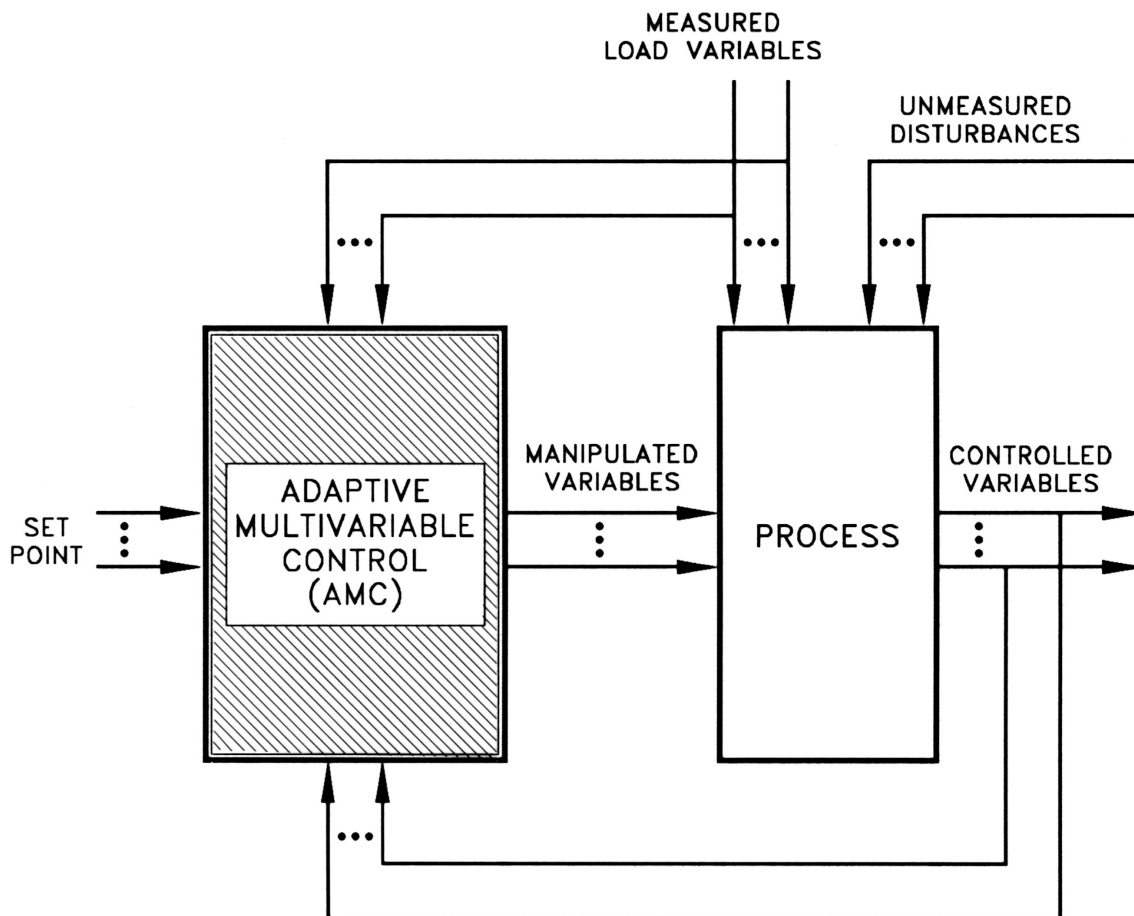 MEASURED
LOAD VARIABLES
UNMEASURED
DISTURBANCES
SET
POINT
ADAPTIVE
MULTIVARIABLE
CONTROL
(AMC)
MANIPULATED
VARIABLES
PROCESS
CONTROLLED
VARIABLES